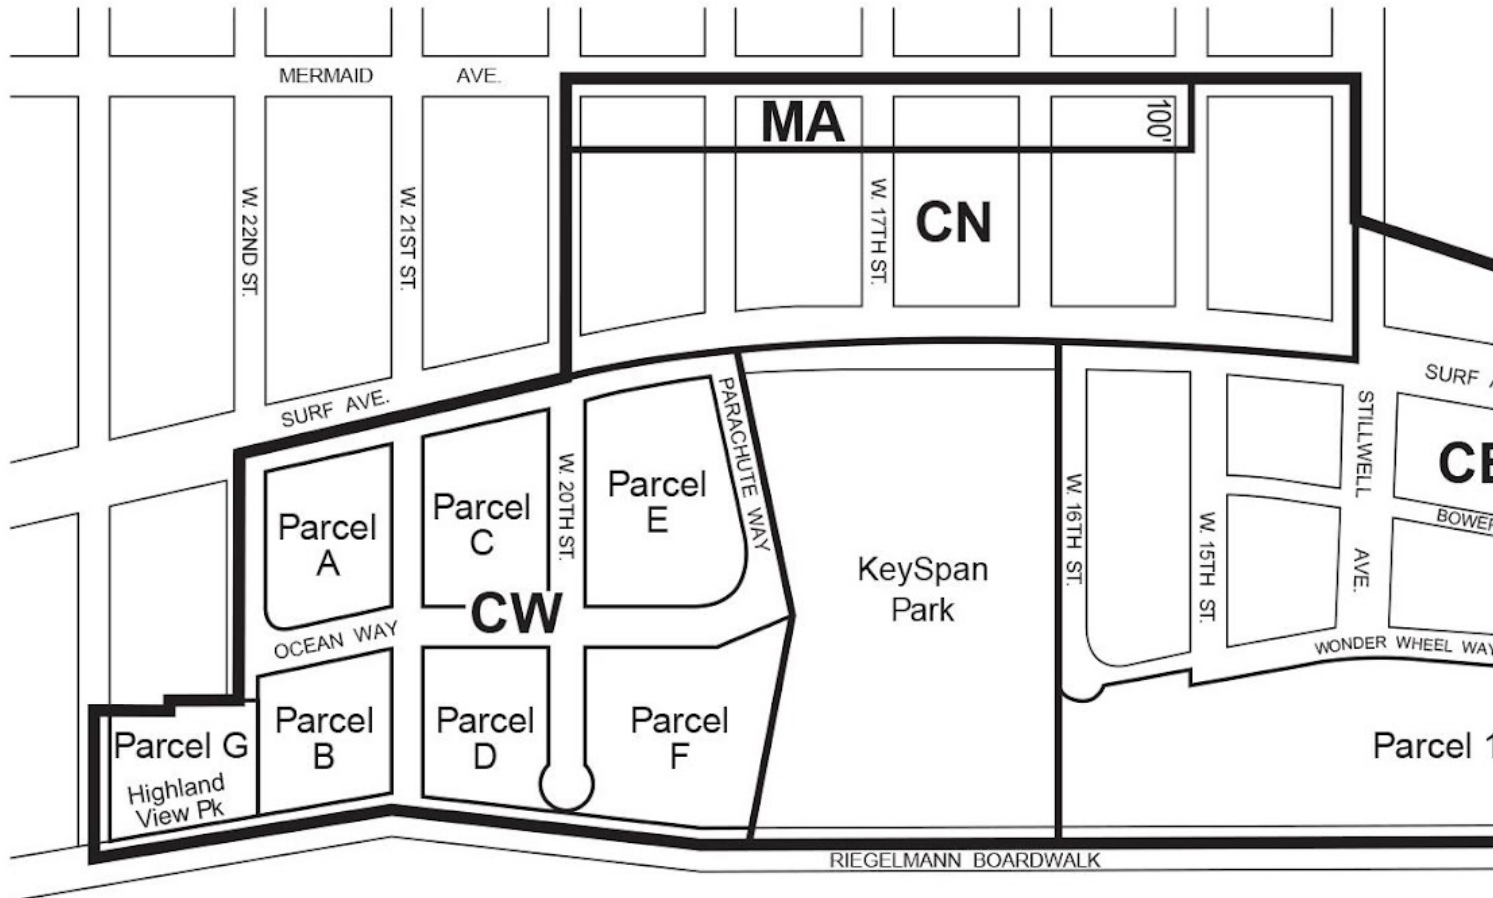 MERMAID AVE.
MA
100'
W. 22ND ST.
W. 21ST ST.
W. 17TH ST.
CN
SURF AVE.
SURF A
PARACHUTE WAY
STILLWELL
AVE.
CE
Parcel
A
Parcel
C
W. 20TH ST.
Parcel
E
W. 16TH ST.
W. 15TH ST.
BOWER
KeySpan
Park
CW
OCEAN WAY
WONDER WHEEL WAY
Parcel G
Highland
View Pk
Parcel
B
Parcel
D
Parcel
F
Parcel 1
RIEGELMANN BOARDWALK